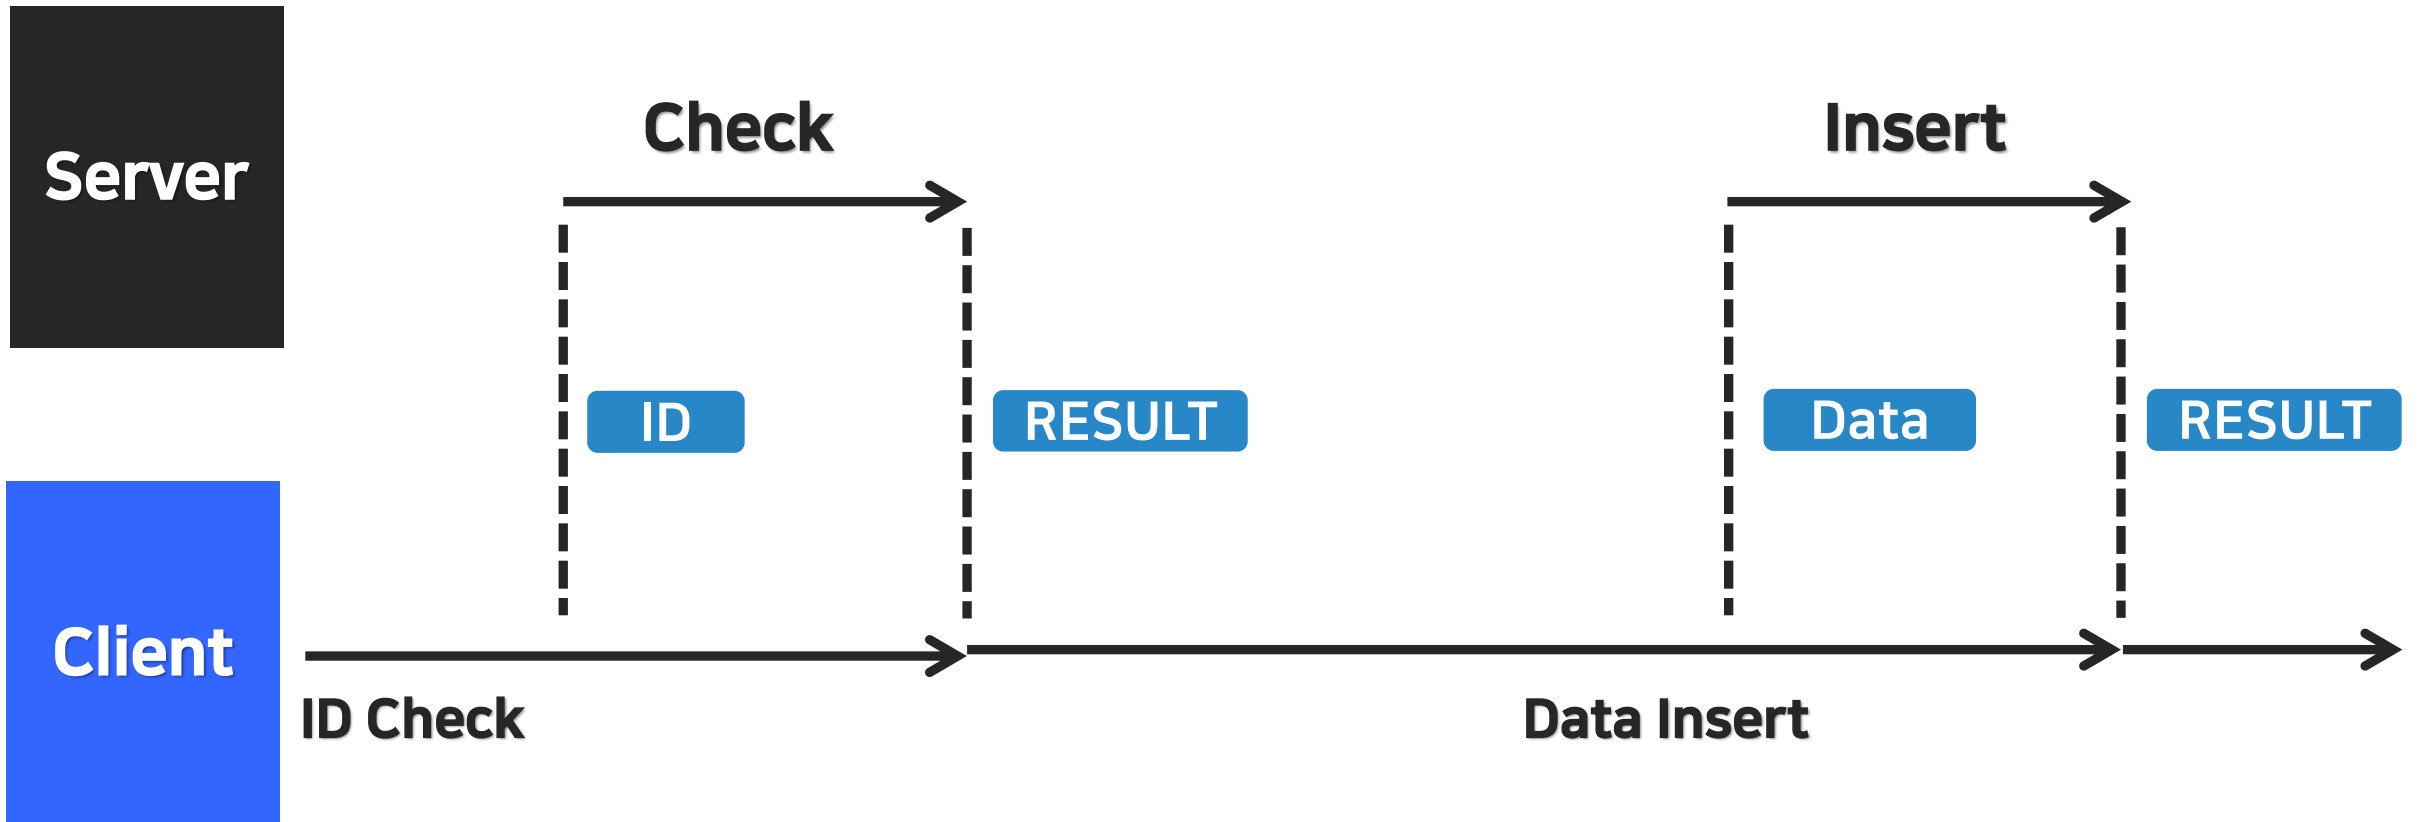 Server
Check
Insert
ID
RESULT
Data
RESULT
Client
ID Check
Data Insert